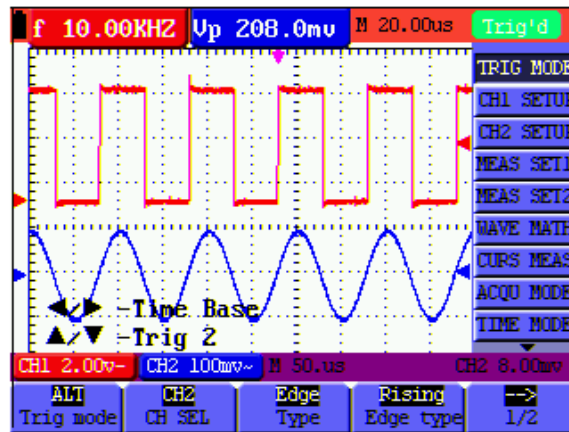 f 10.00KHZ Vp 208.0mv M 20.00us Trig'd
TRIG MODE
CH1 SETUP
CH2 SETUP
MEAS SET1
MEAS SET2
WAVE MATH
CURS MEAS
ACQU MODE
TIME MODE
◀/▶ -Time Base
▲/▼ -Trig 2
CH1 2.00v- CH2 100mv~ M 50.us CH2 8.00mv
ALT CH2 Edge Rising -->
Trig mode CH SEL Type Edge type 1/2